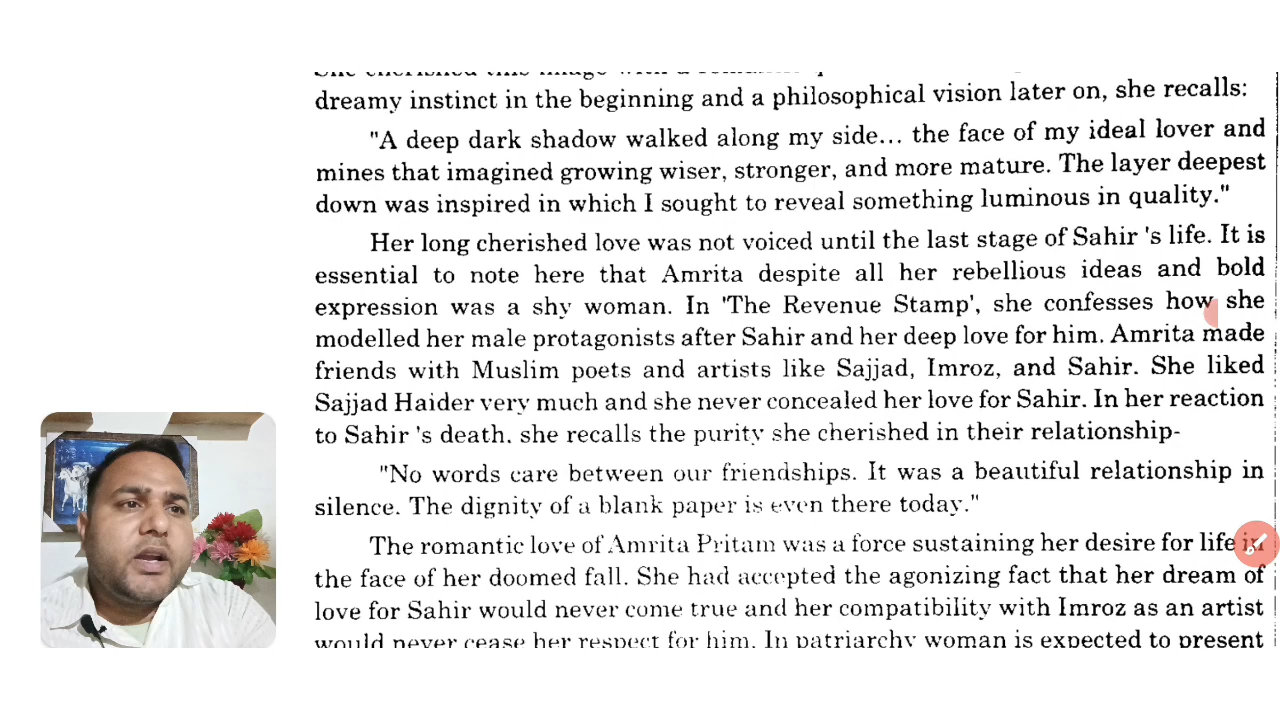 She cherished this image with a
dreamy instinct in the beginning and a philosophical vision later on, she recalls:
"A deep dark shadow walked along my side... the face of my ideal lover and
mines that imagined growing wiser, stronger, and more mature. The layer deepest
down was inspired in which I sought to reveal something luminous in quality."
Her long cherished love was not voiced until the last stage of Sahir 's life. It is
essential to note here that Amrita despite all her rebellious ideas and bold
expression was a shy woman. In 'The Revenue Stamp', she confesses how she
modelled her male protagonists after Sahir and her deep love for him. Amrita made
friends with Muslim poets and artists like Sajjad, Imroz, and Sahir. She liked
Sajjad Haider very much and she never concealed her love for Sahir. In her reaction
to Sahir 's death. she recalls the purity she cherished in their relationship-
"No words care between our friendships. It was a beautiful relationship in
silence. The dignity of a blank paper is even there today."
The romantic love of Amrita Pritam was a force sustaining her desire for life in
the face of her doomed fall. She had accepted the agonizing fact that her dream of
love for Sahir would never come true and her compatibility with Imroz as an artist
would never cease her respect for him. In patriarchy woman is expected to present